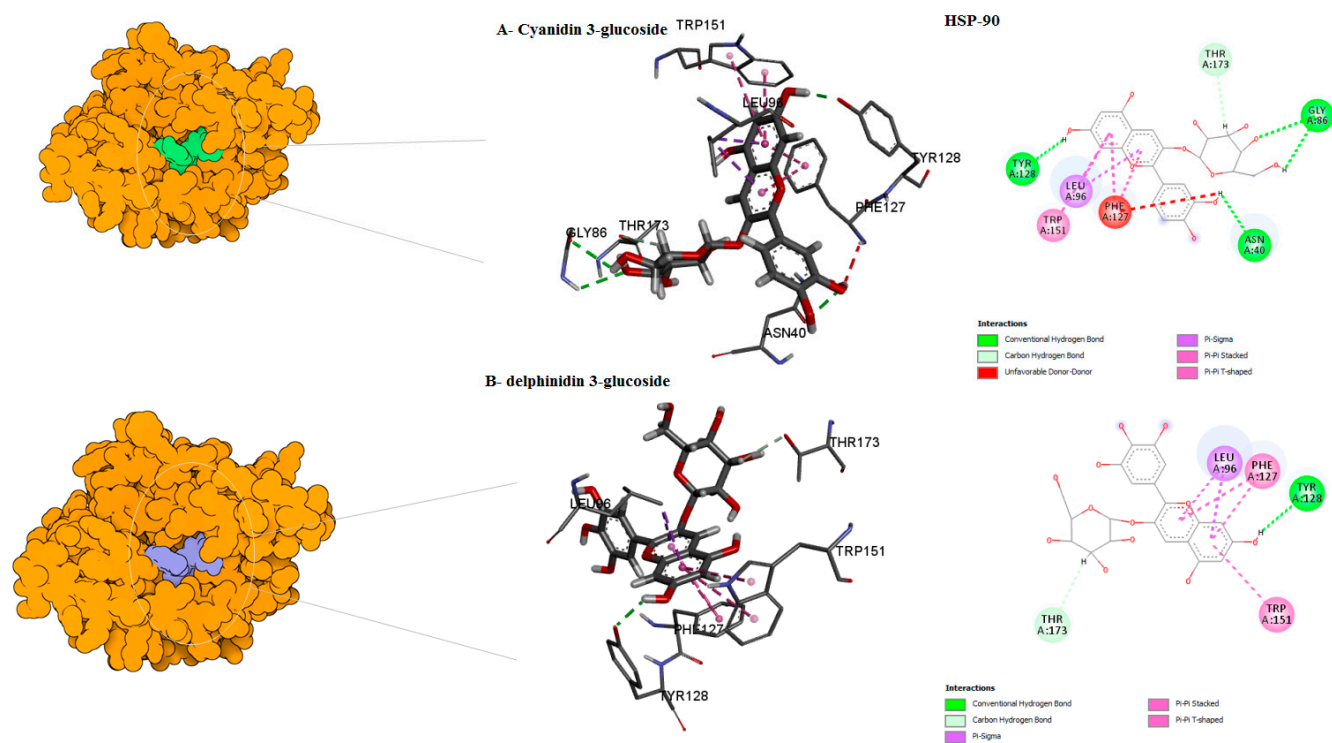 A- Cyanidin 3-glucoside
HSP-90
TRP151
LEU96
TYR128
PHE127
GLY86
THR173
ASN40
THR
A:173
GLY
A:86
TYR
A:128
LEU
A:96
PHE
A:127
TRP
A:151
ASN
A:40
H
H
H
H
O
O
O
O
O
O
O
O
O
O
O
Interactions
Conventional Hydrogen Bond
Carbon Hydrogen Bond
Unfavorable Donor-Donor
Pi-Sigma
Pi-Pi Stacked
Pi-Pi T-shaped
B- delphinidin 3-glucoside
THR173
LEU96
TRP151
PHE127
TYR128
LEU
A:96
PHE
A:127
TYR
A:128
TRP
A:151
THR
A:173
H
H
O
O
O
O
O
O
O
O
O
O
O
O
Interactions
Conventional Hydrogen Bond
Carbon Hydrogen Bond
Pi-Sigma
Pi-Pi Stacked
Pi-Pi T-shaped